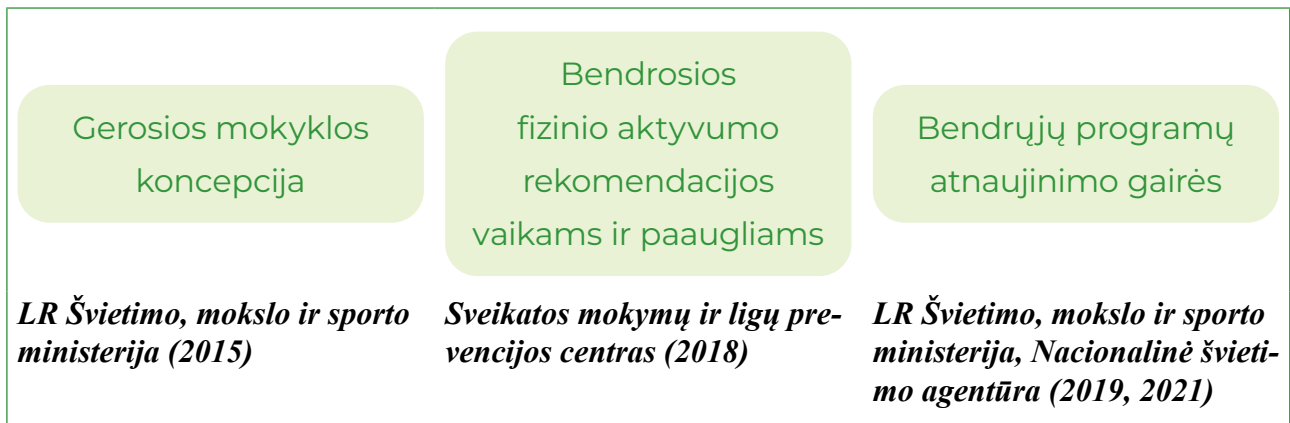 Gerosios mokyklos
koncepcija
Bendrosios
fizinio aktyvumo
rekomendacijos
vaikams ir paaugliams
Bendrųjų programų
atnaujinimo gairės
LR Švietimo, mokslo ir sporto
ministerija (2015)
Sveikatos mokymų ir ligų pre-
vencijos centras (2018)
LR Švietimo, mokslo ir sporto
ministerija, Nacionalinė švieti-
mo agentūra (2019, 2021)